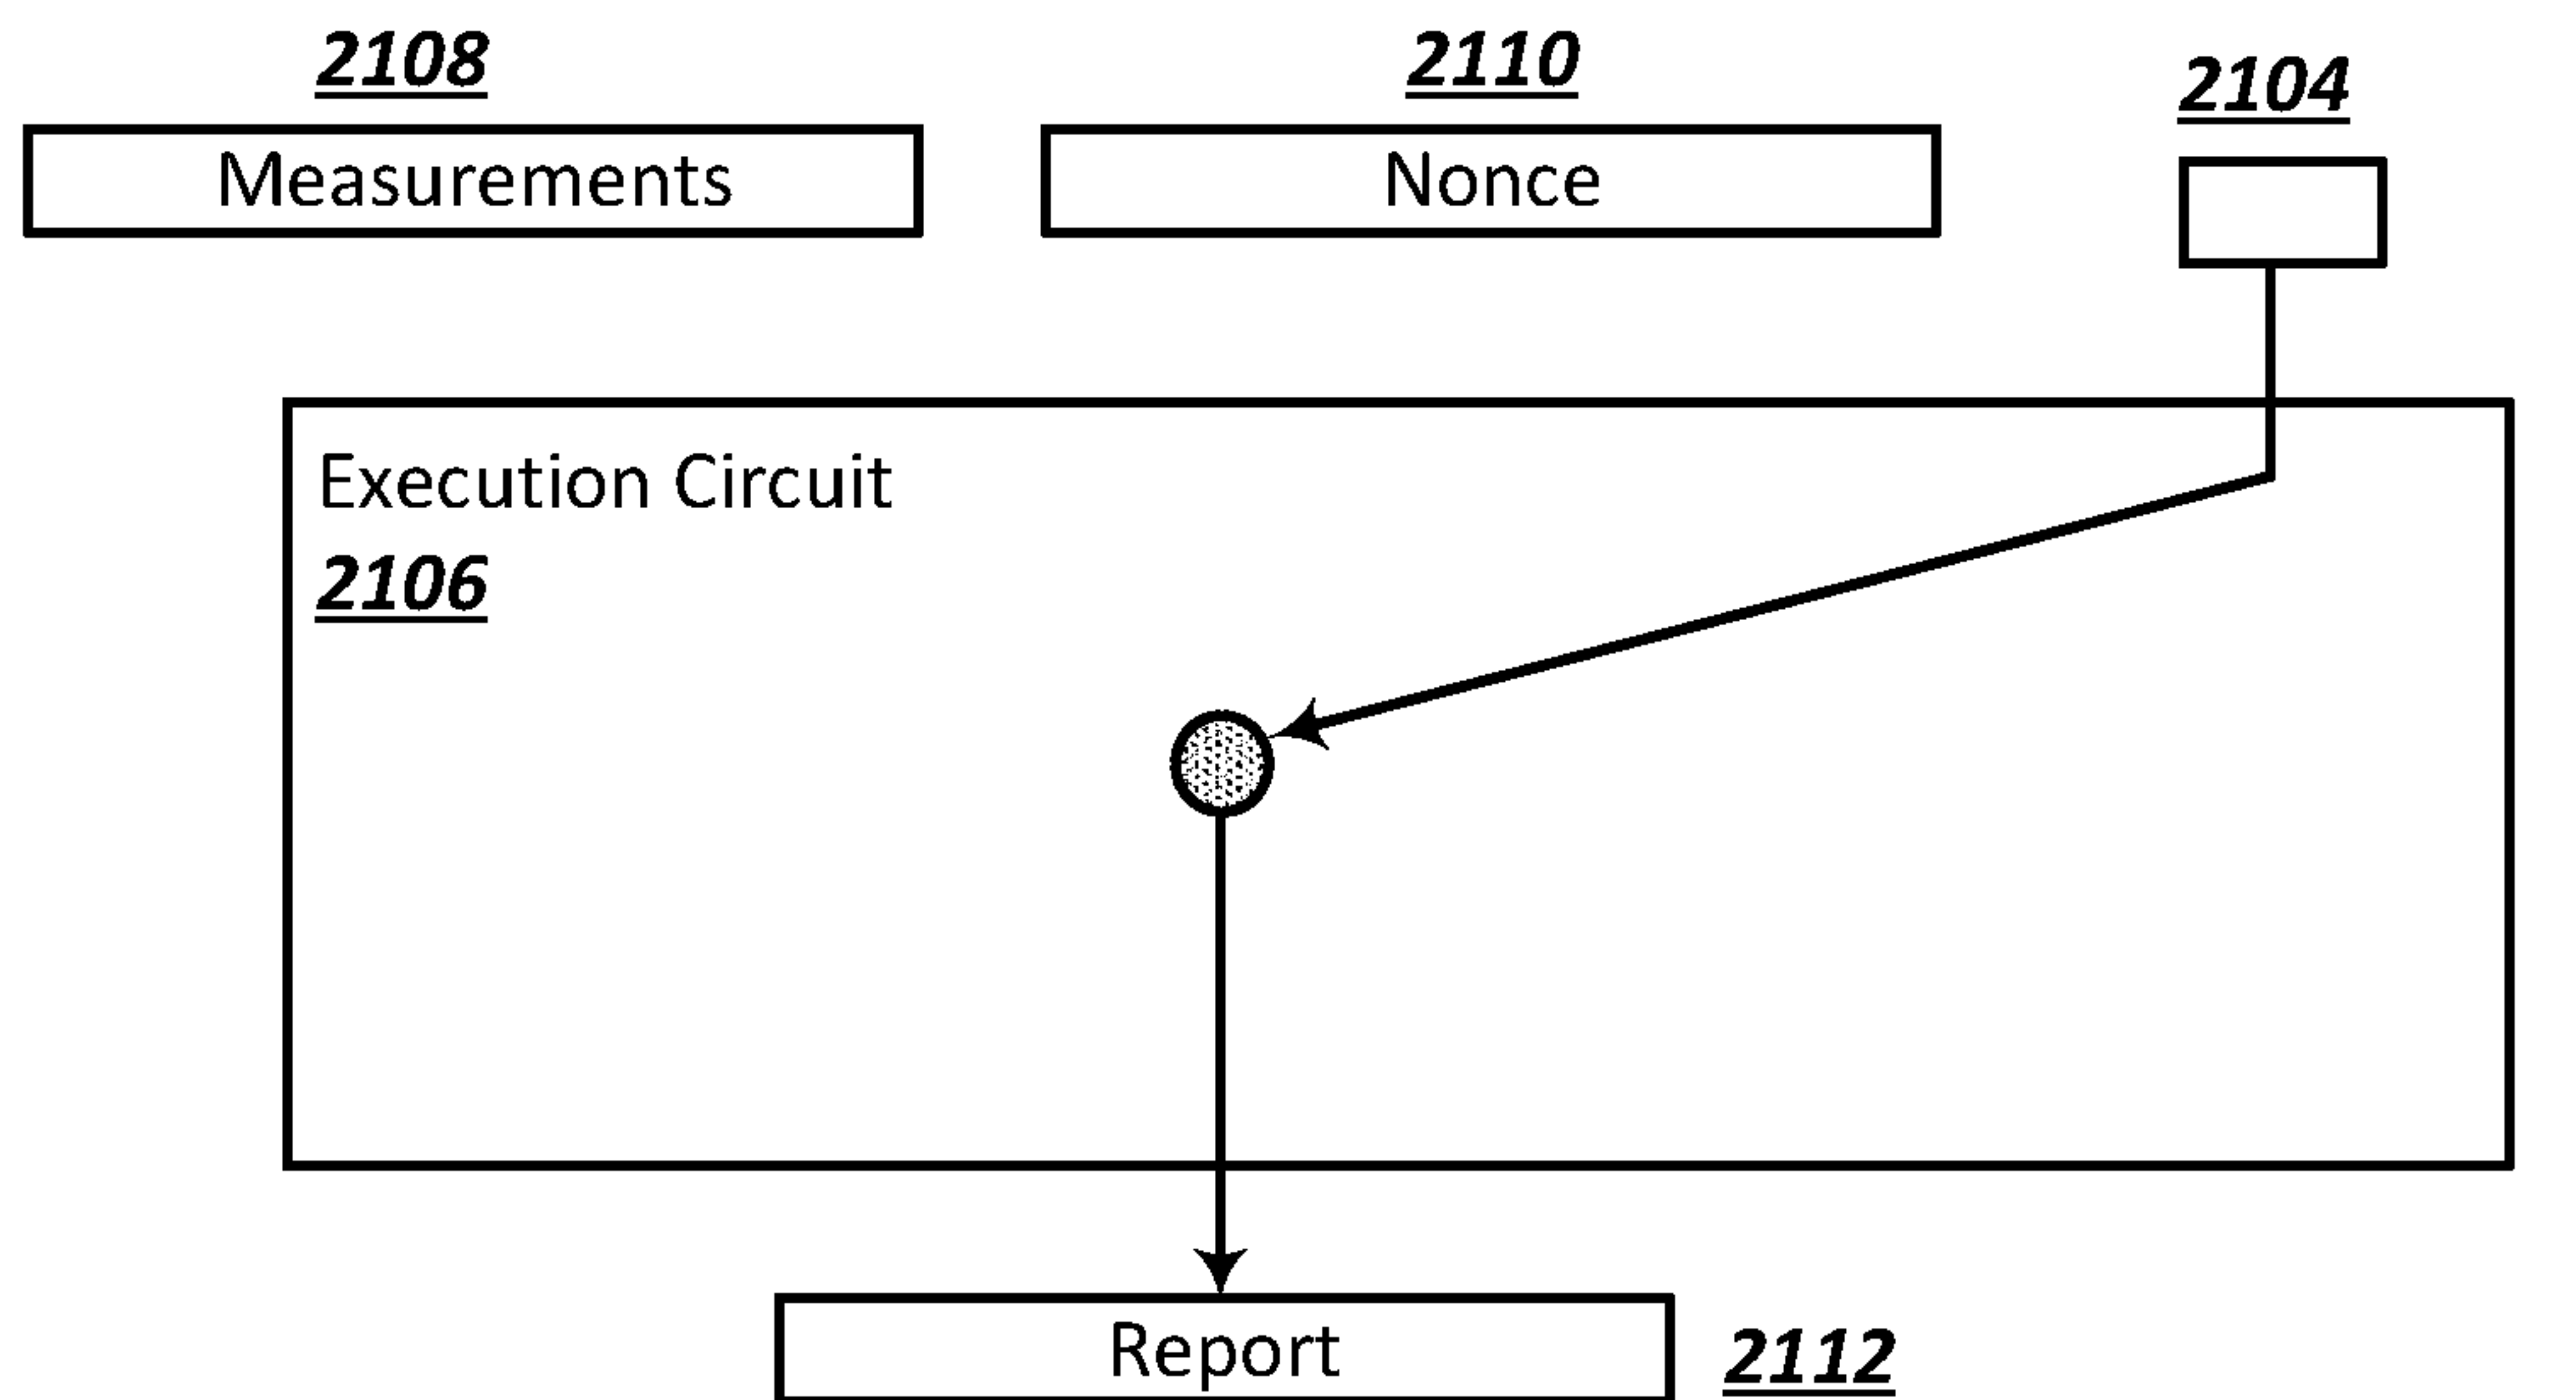 2108
2110
2104
Measurements
Nonce
Execution Circuit
2106
Report
2112